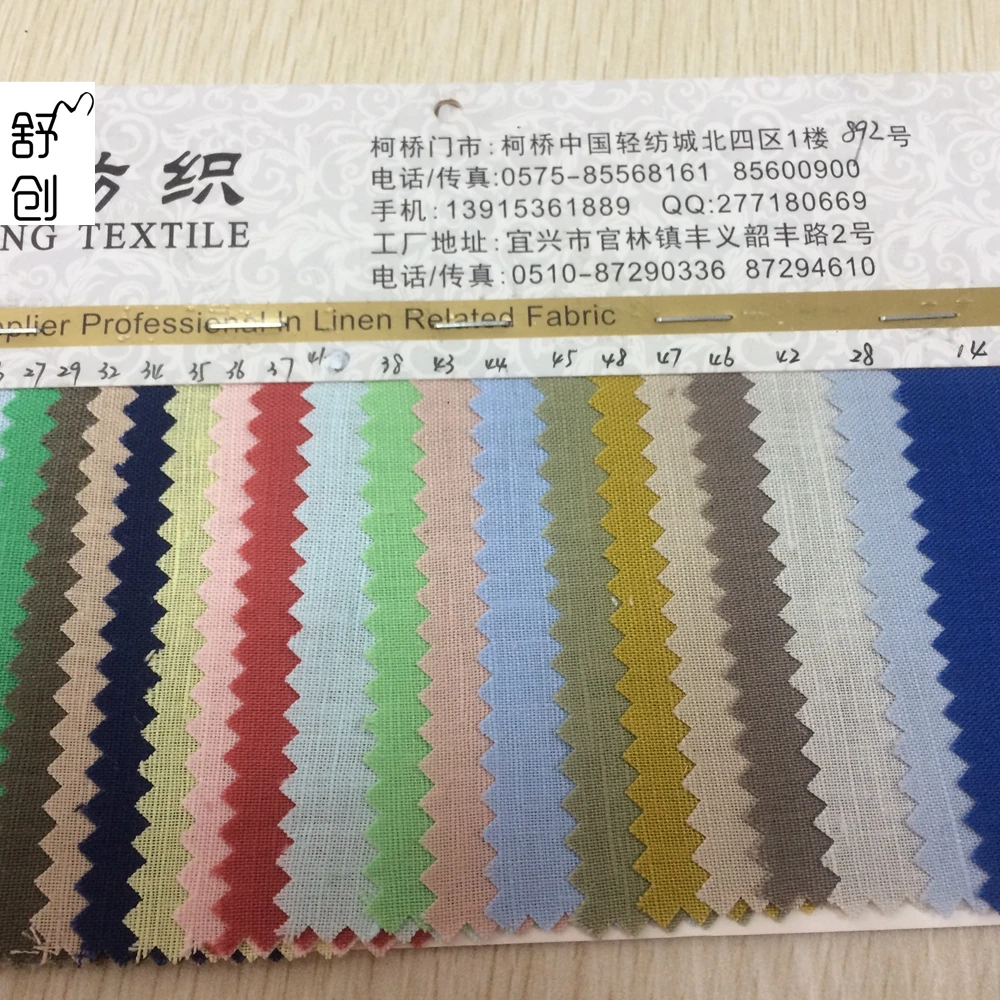 舒
创
纺织
NG TEXTILE
柯桥门市:柯桥中国轻纺城北四区1楼892号
电话/传真:0575-85568161 85600900
手机:13915361889 QQ:277180669
工厂地址:宜兴市官林镇丰义韶丰路2号
电话/传真:0510-87290336 87294610
pplier Professional In Linen Related Fabric
27 29 32 34 35 36 37 41 38 43 44 45 48 47 46 42 28 14